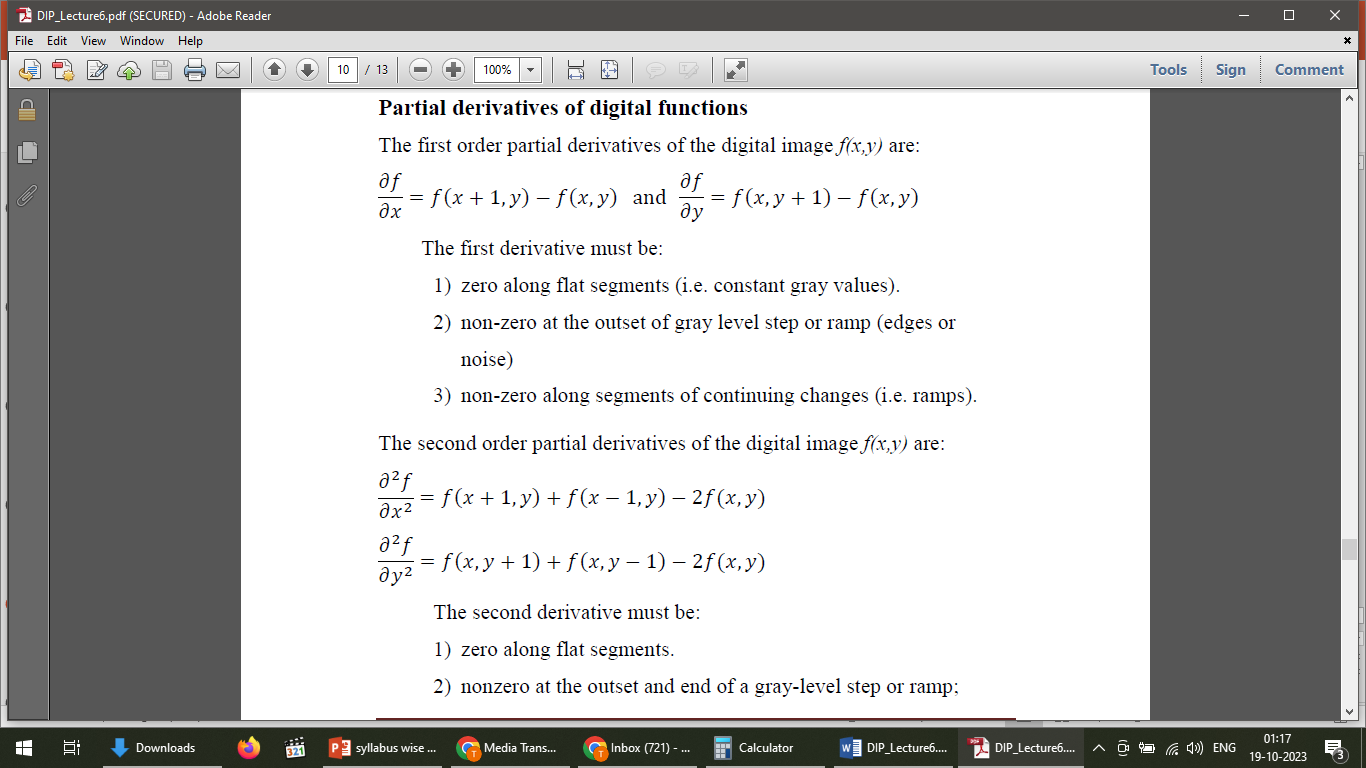 DIP_Lecture6.pdf (SECURED) - Adobe Reader
File Edit View Window Help
10 / 13 100% Tools Sign Comment
Partial derivatives of digital functions
The first order partial derivatives of the digital image f(x,y) are:
∂f/∂x = f(x + 1, y) − f(x, y) and ∂f/∂y = f(x, y + 1) − f(x, y)
The first derivative must be:
1) zero along flat segments (i.e. constant gray values).
2) non-zero at the outset of gray level step or ramp (edges or
noise)
3) non-zero along segments of continuing changes (i.e. ramps).
The second order partial derivatives of the digital image f(x,y) are:
∂²f/∂x² = f(x + 1, y) + f(x − 1, y) − 2f(x, y)
∂²f/∂y² = f(x, y + 1) + f(x, y − 1) − 2f(x, y)
The second derivative must be:
1) zero along flat segments.
2) nonzero at the outset and end of a gray-level step or ramp;
Downloads 321 syllabus wise ... Media Trans... Inbox (721) - ... Calculator DIP_Lecture6.... DIP_Lecture6.... ENG 01:17
19-10-2023 3